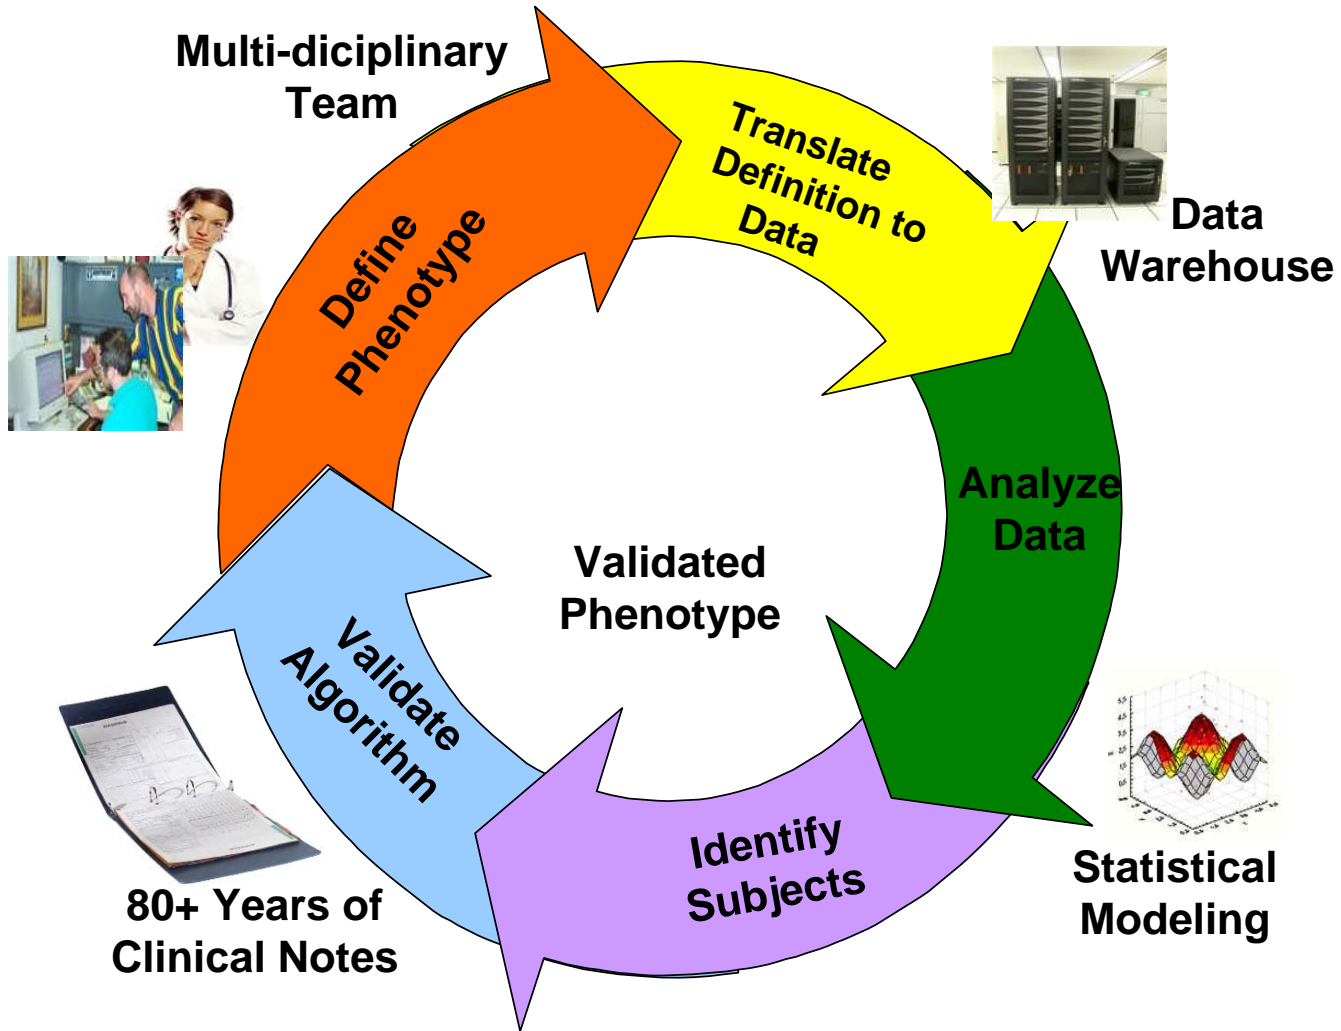 Multi-diciplinary
Team
Translate
Definition to
Data
Data
Warehouse
Define
Phenotype
Analyze
Data
Validated
Phenotype
Validate
Algorithm
Identify
Subjects
Statistical
Modeling
80+ Years of
Clinical Notes